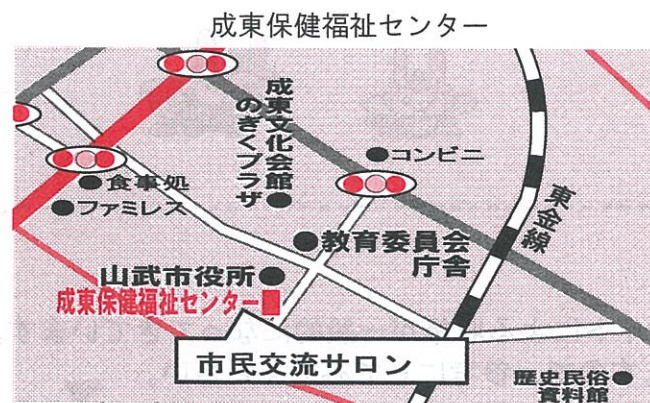 成東保健福祉センター
成東文化会館
のぎくプラザ
コンビニ
食事処
ファミレス
東金線
教育委員会
庁舎
山武市役所
成東保健福祉センター
市民交流サロン
歴史民俗
資料館